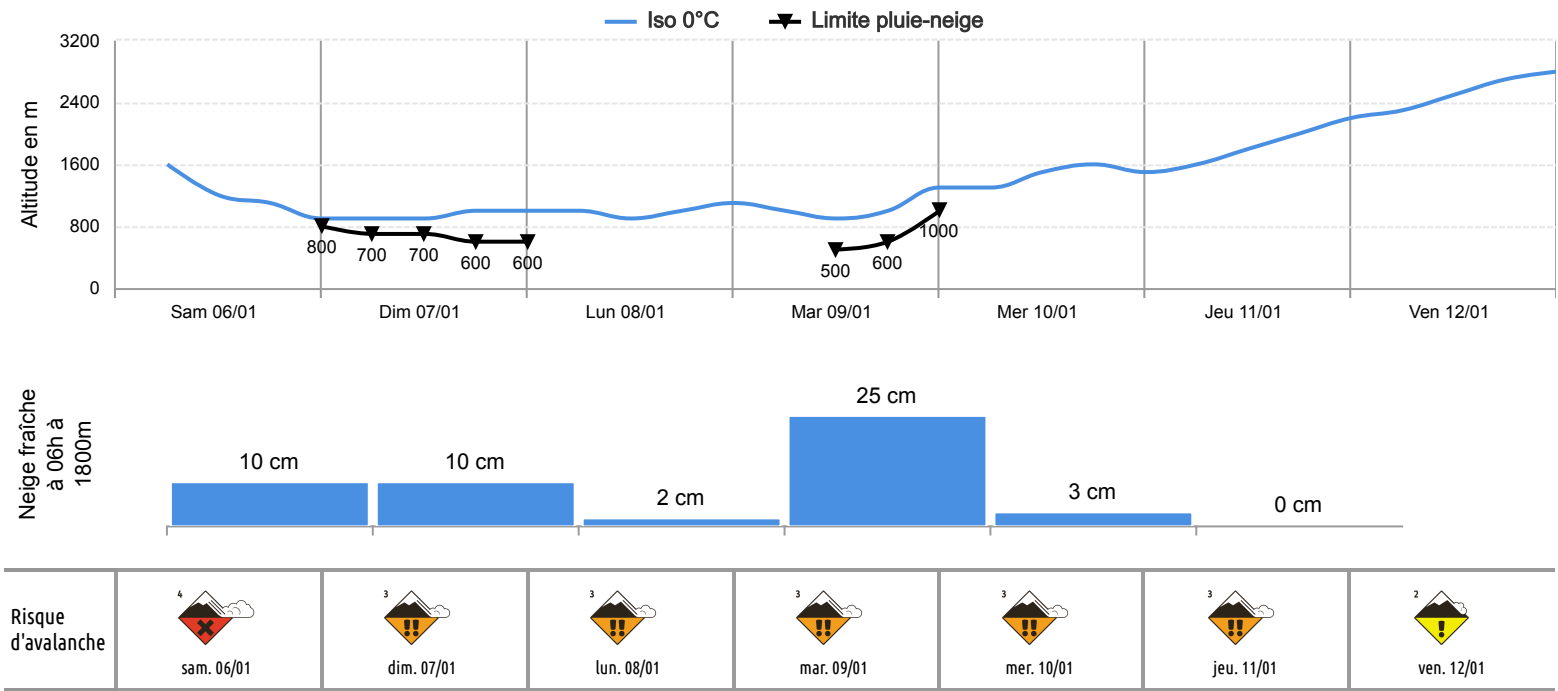 Iso 0°C Limite pluie-neige
Altitude en m
3200
2400
1600
800
0
800 700 700 600 600 500 600 1000
Sam 06/01 Dim 07/01 Lun 08/01 Mar 09/01 Mer 10/01 Jeu 11/01 Ven 12/01
Neige fraîche
à 06h à
1800m
10 cm 10 cm 2 cm 25 cm 3 cm 0 cm
Risque
d'avalanche
4 3 3 3 3 3 2
!! !! !! !! !! !
sam. 06/01 dim. 07/01 lun. 08/01 mar. 09/01 mer. 10/01 jeu. 11/01 ven. 12/01